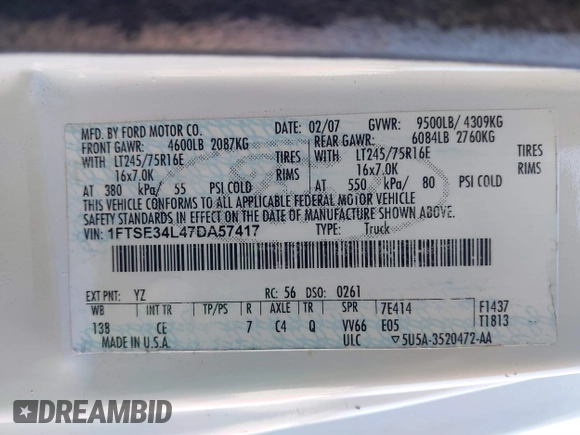 MFD. BY FORD MOTOR CO. DATE: 02/07 GVWR: 9500LB/ 4309KG
FRONT GAWR: 4600LB 2087KG REAR GAWR: 6084LB 2760KG
WITH LT245/75R16E TIRES WITH LT245/75R16E TIRES
16x7.0K RIMS 16x7.0K RIMS
AT 380 kPa/ 55 PSI COLD AT 550 kPa/ 80 PSI COLD
THIS VEHICLE CONFORMS TO ALL APPLICABLE FEDERAL MOTOR VEHICLE
SAFETY STANDARDS IN EFFECT ON THE DATE OF MANUFACTURE SHOWN ABOVE.
VIN: 1FTSE34L47DA57417 TYPE: Truck
EXT PNT: YZ RC: 56 DSO: 0261
WB INT TR TP/PS R AXLE TR SPR 7E414 F1437
138 CE 7 C4 Q VV66 E05 T1813
MADE IN U.S.A. ULC ▽5U5A-3520472-AA
DREAMBID